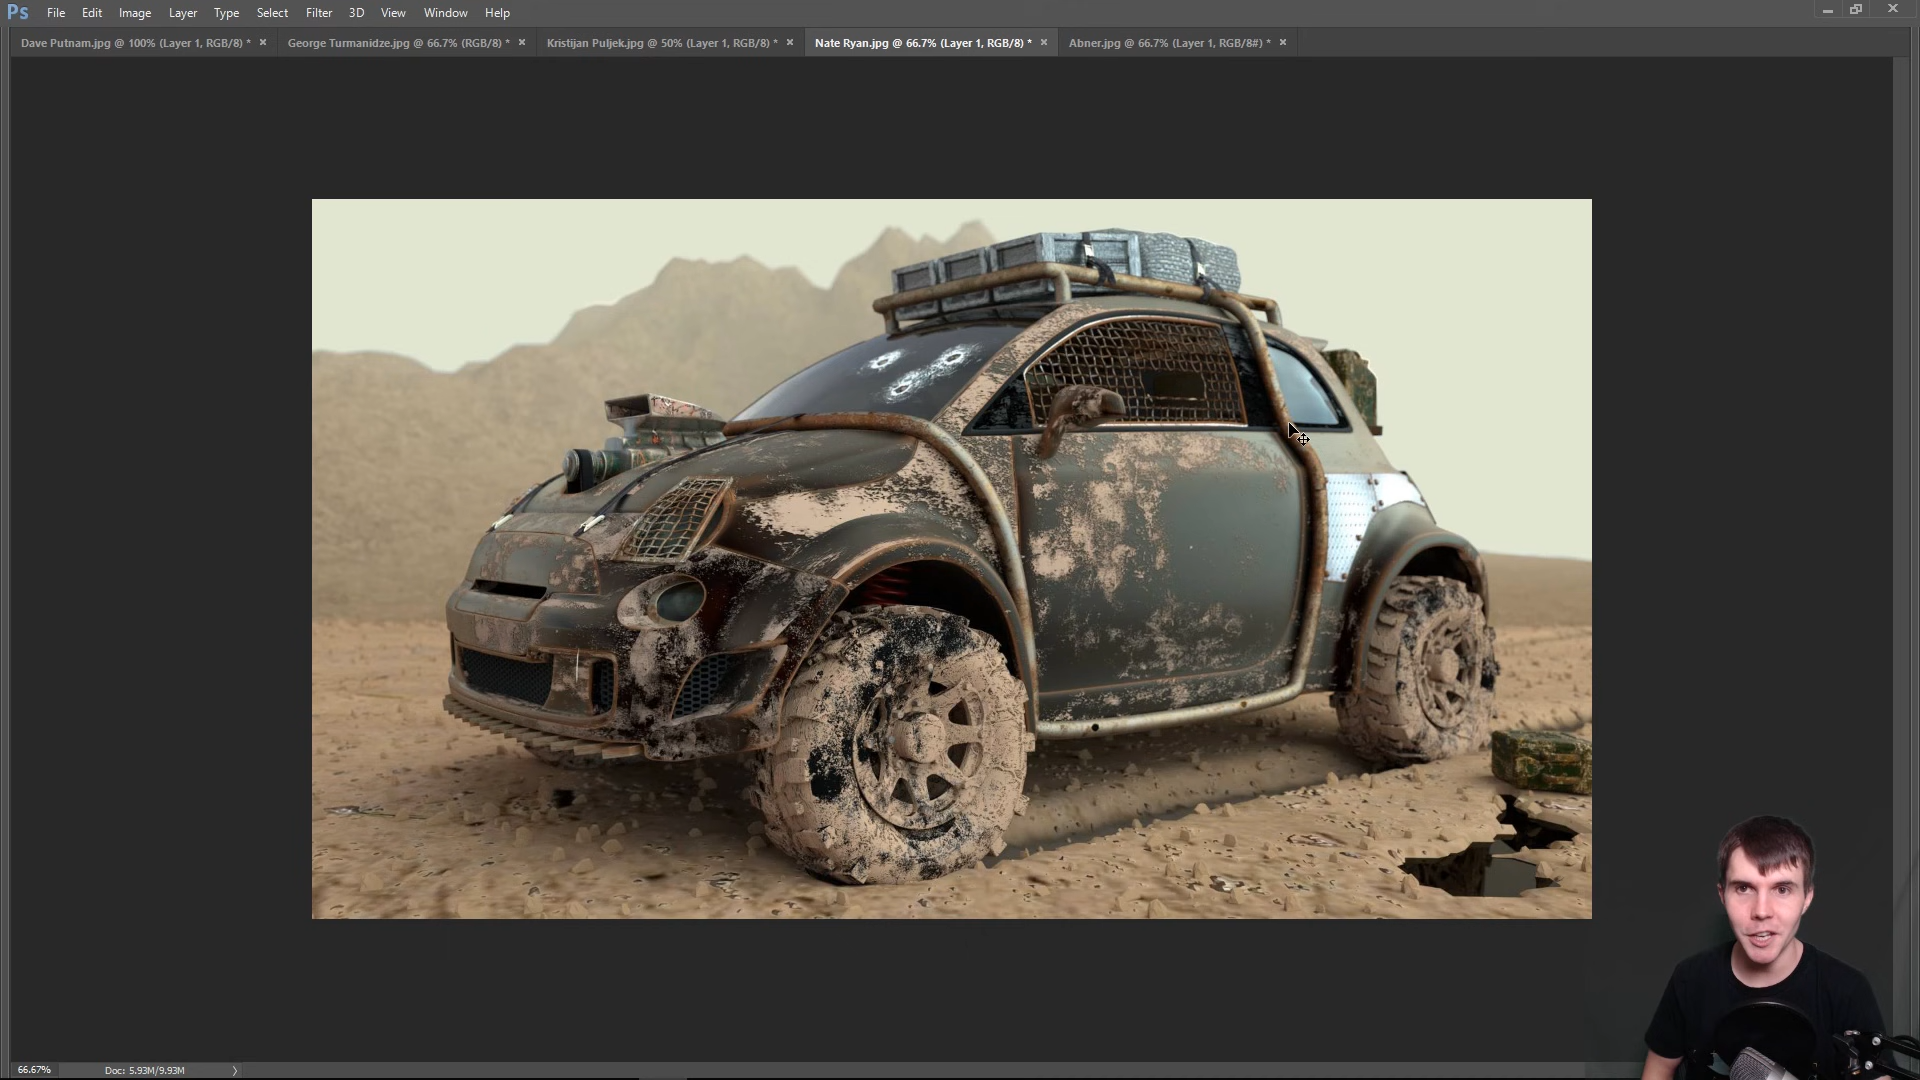 Ps File Edit Image Layer Type Select Filter 3D View Window Help
Dave Putnam.jpg @ 100% (Layer 1, RGB/8) * George Turmanidze.jpg @ 66.7% (RGB/8) * Kristijan Puljek.jpg @ 50% (Layer 1, RGB/8) * Nate Ryan.jpg @ 66.7% (Layer 1, RGB/8) * Abner.jpg @ 66.7% (Layer 1, RGB/8#) *
66.67% Doc: 5.93M/9.93M